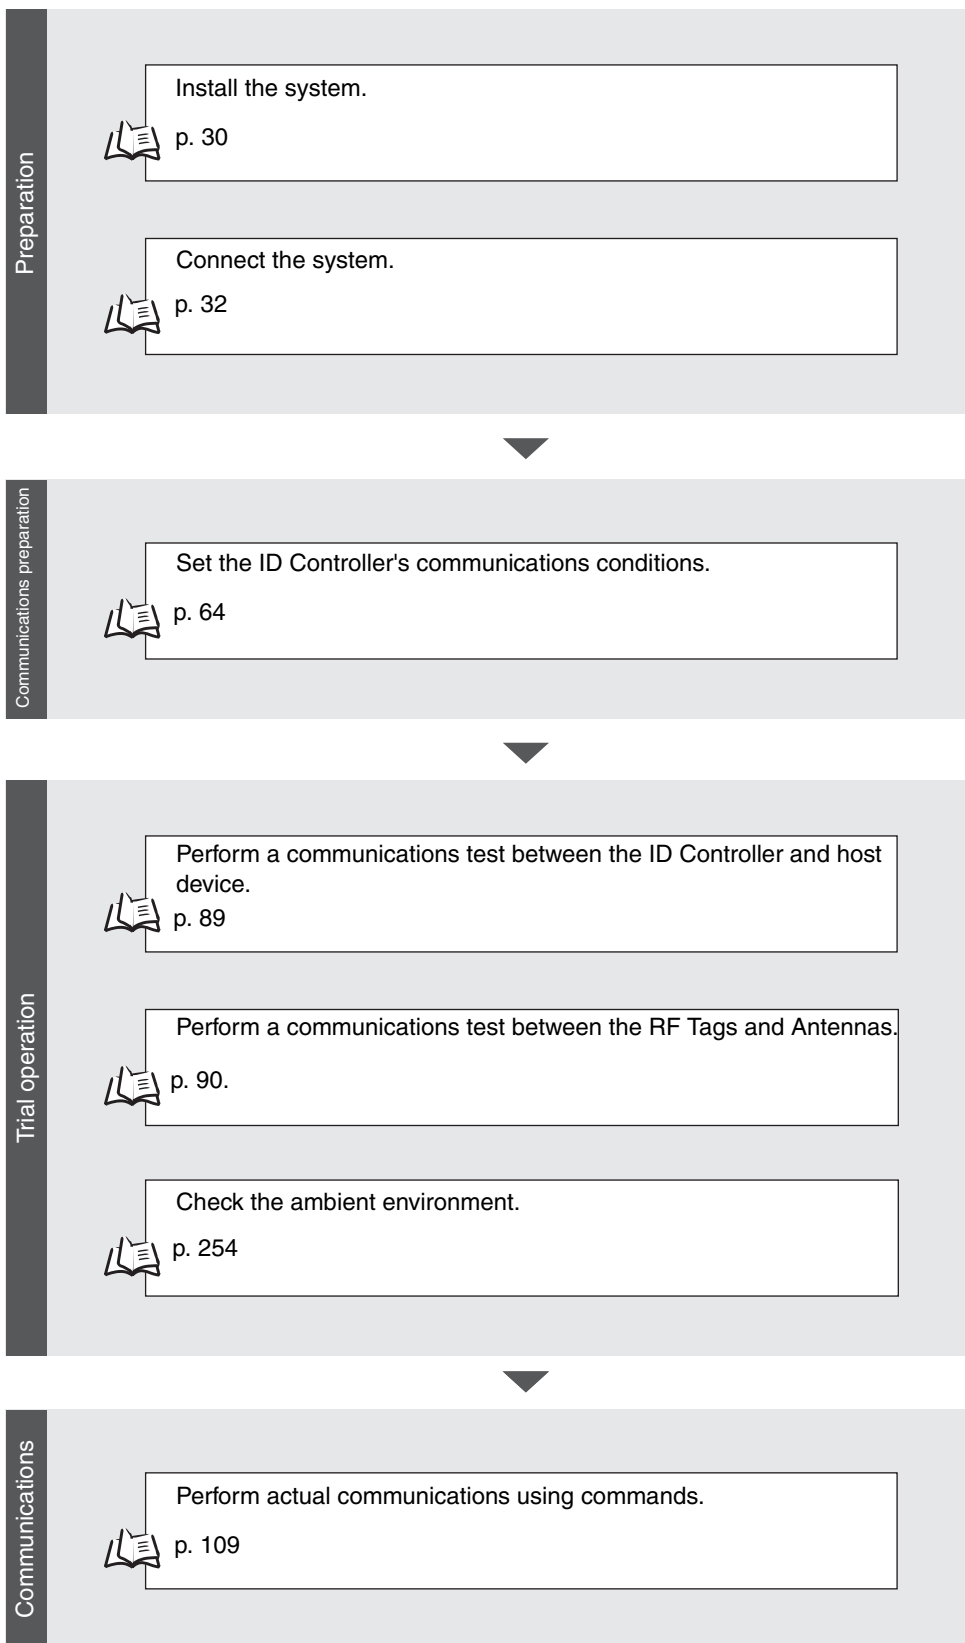 Preparation
Install the system.
p. 30
Connect the system.
p. 32
Communications preparation
Set the ID Controller's communications conditions.
p. 64
Trial operation
Perform a communications test between the ID Controller and host
device.
p. 89
Perform a communications test between the RF Tags and Antennas.
p. 90.
Check the ambient environment.
p. 254
Communications
Perform actual communications using commands.
p. 109